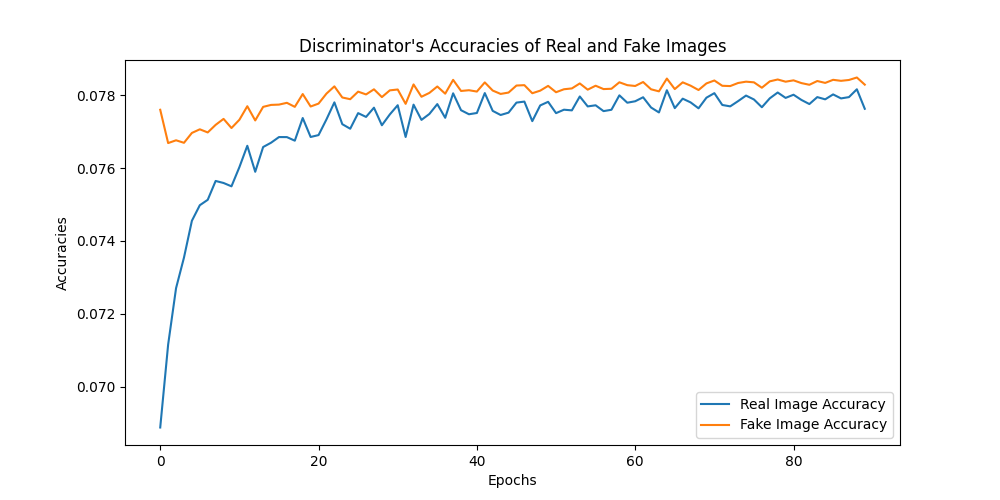 Discriminator's Accuracies of Real and Fake Images
0.078
0.076
0.074
0.072
0.070
Accuracies
0
20
40
60
80
Epochs
Real Image Accuracy
Fake Image Accuracy